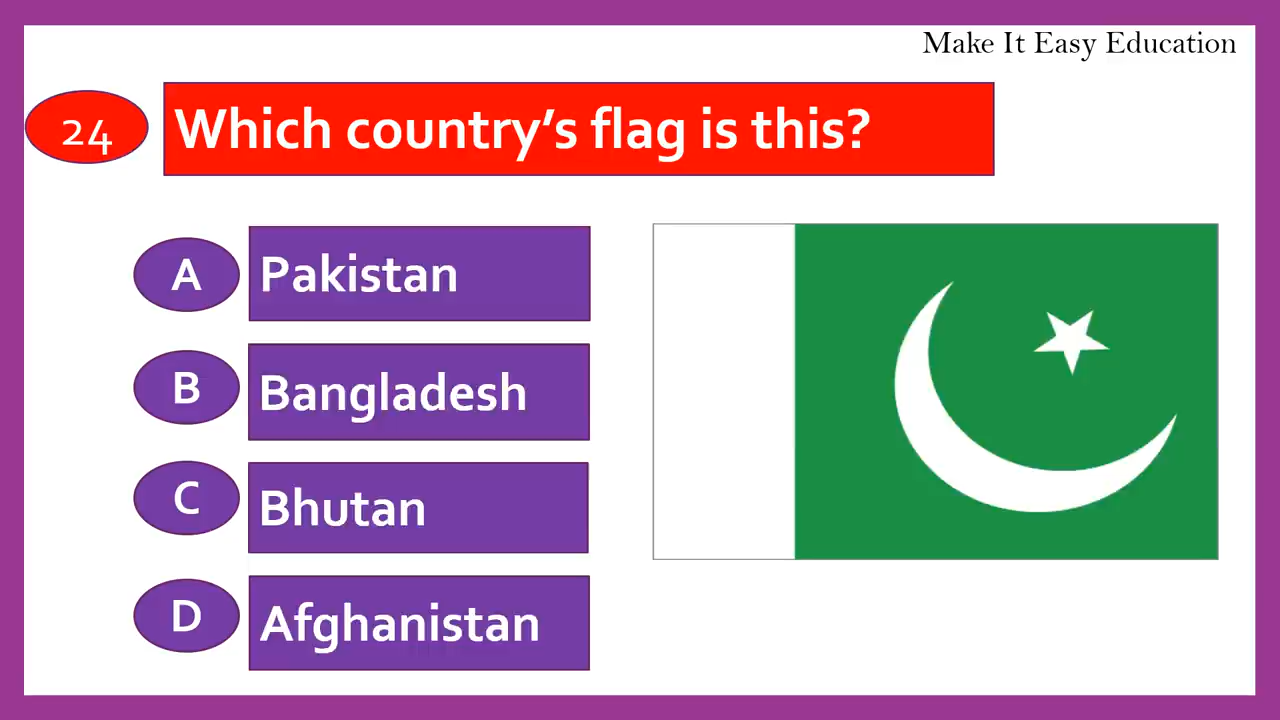 Make It Easy Education
24
Which country’s flag is this?
A
Pakistan
B
Bangladesh
C
Bhutan
D
Afghanistan